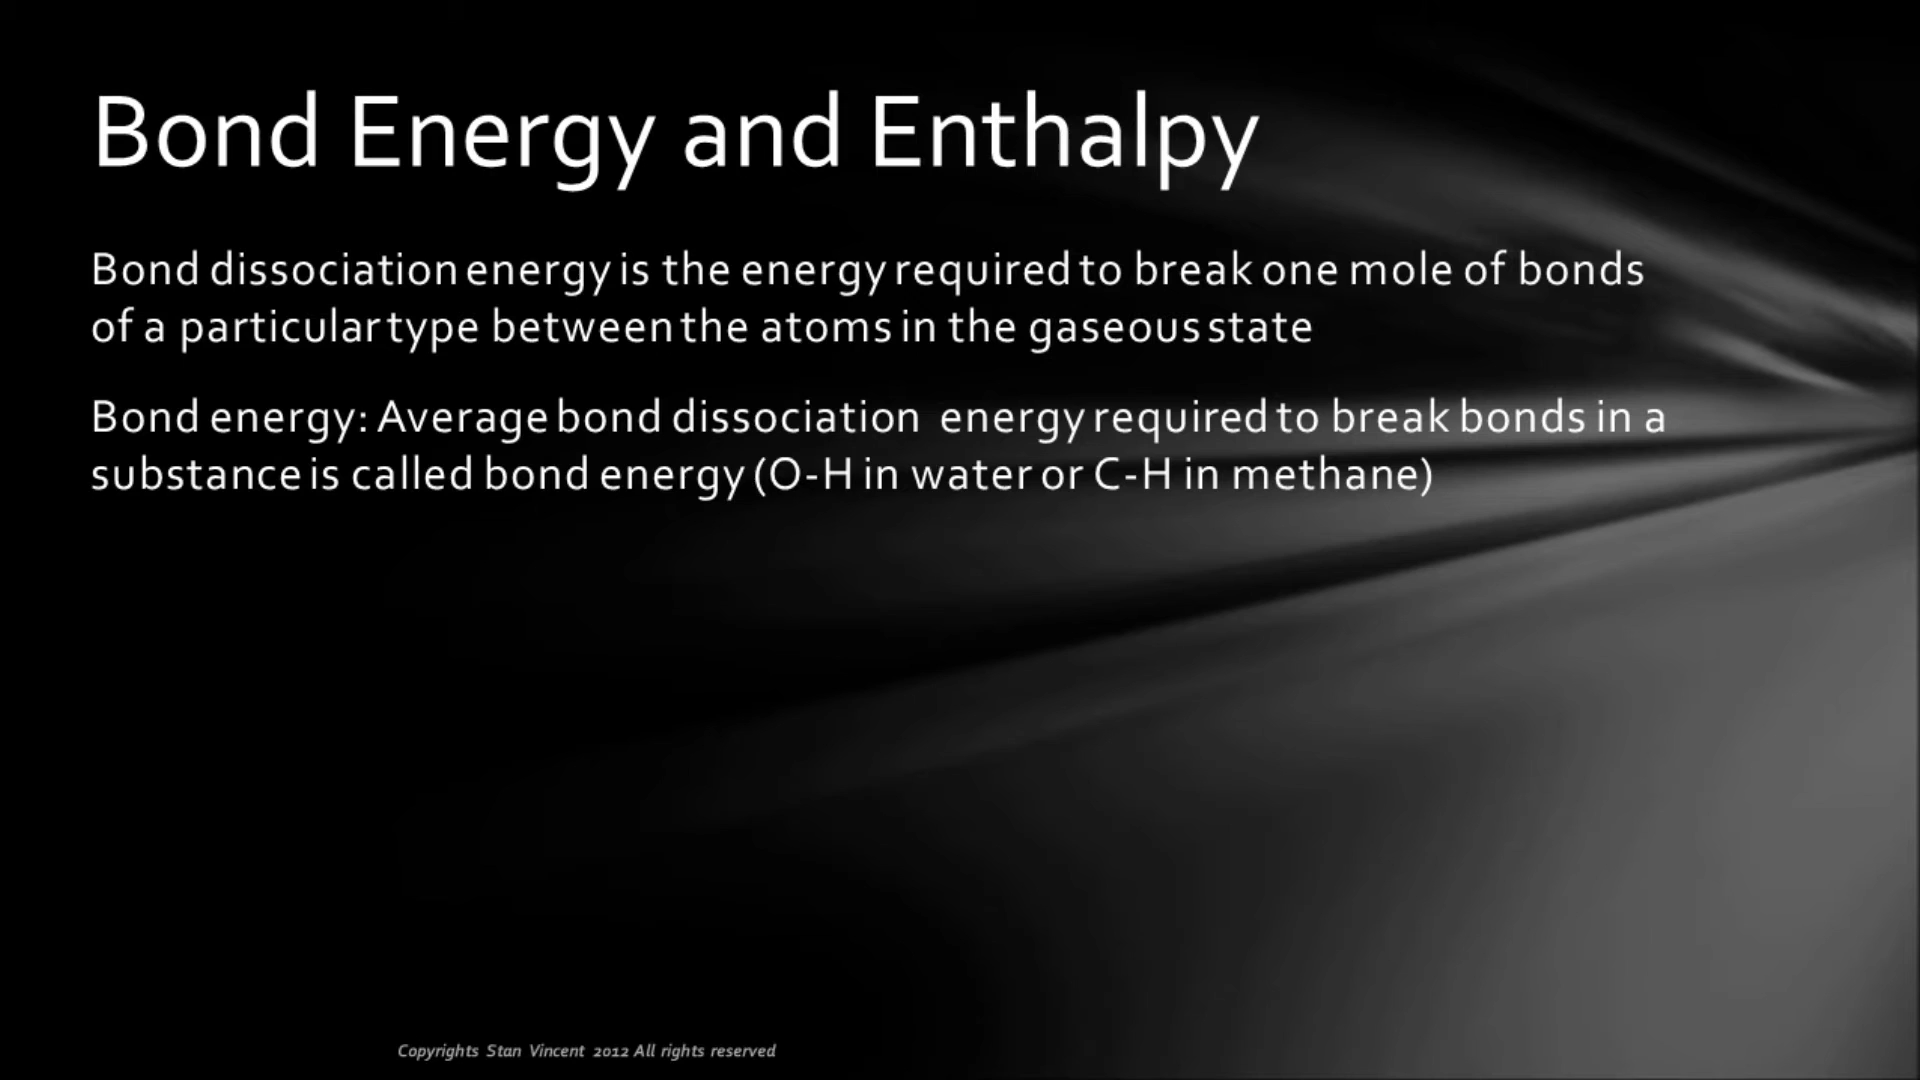 Bond Energy and Enthalpy
Bond dissociation energy is the energy required to break one mole of bonds
of a particular type between the atoms in the gaseous state
Bond energy: Average bond dissociation energy required to break bonds in a
substance is called bond energy (O-H in water or C-H in methane)
Copyrights Stan Vincent 2012 All rights reserved